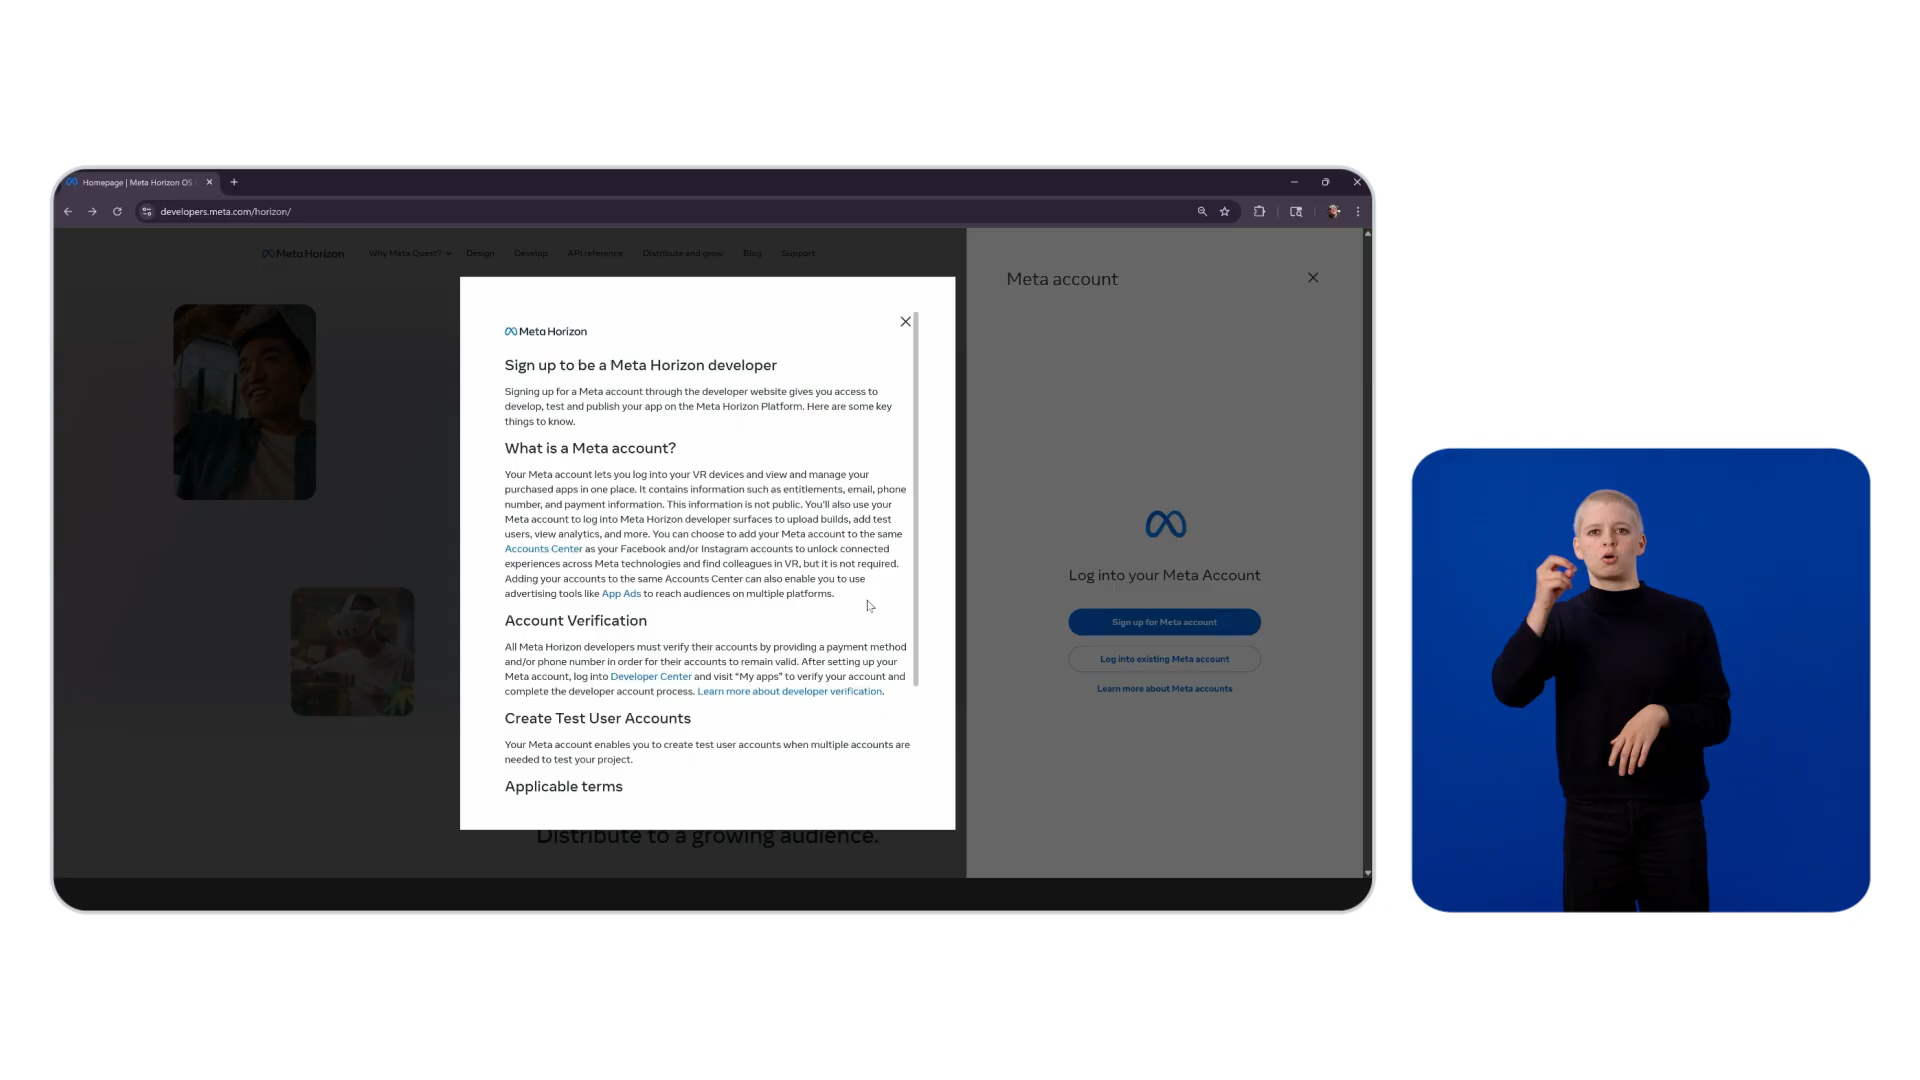 Homepage | Meta Horizon OS
developers.meta.com/horizon/
Meta Horizon
Why Meta Quest?
Design
Develop
API reference
Distribute and grow
Blog
Support
Meta Horizon
Sign up to be a Meta Horizon developer
Signing up for a Meta account through the developer website gives you access to
develop, test and publish your app on the Meta Horizon Platform. Here are some key
things to know.
What is a Meta account?
Your Meta account lets you log into your VR devices and view and manage your
purchased apps in one place. It contains information such as entitlements, email, phone
number, and payment information. This information is not public. You'll also use your
Meta account to log into Meta Horizon developer surfaces to upload builds, add test
users, view analytics, and more. You can choose to add your Meta account to the same
Accounts Center as your Facebook and/or Instagram accounts to unlock connected
experiences across Meta technologies and find colleagues in VR, but it is not required.
Adding your accounts to the same Accounts Center can also enable you to use
advertising tools like App Ads to reach audiences on multiple platforms.
Account Verification
All Meta Horizon developers must verify their accounts by providing a payment method
and/or phone number in order for their accounts to remain valid. After setting up your
Meta account, log into Developer Center and visit “My apps” to verify your account and
complete the developer account process. Learn more about developer verification.
Create Test User Accounts
Your Meta account enables you to create test user accounts when multiple accounts are
needed to test your project.
Applicable terms
Distribute to a growing audience.
Meta account
Log into your Meta Account
Sign up for Meta account
Log into existing Meta account
Learn more about Meta accounts